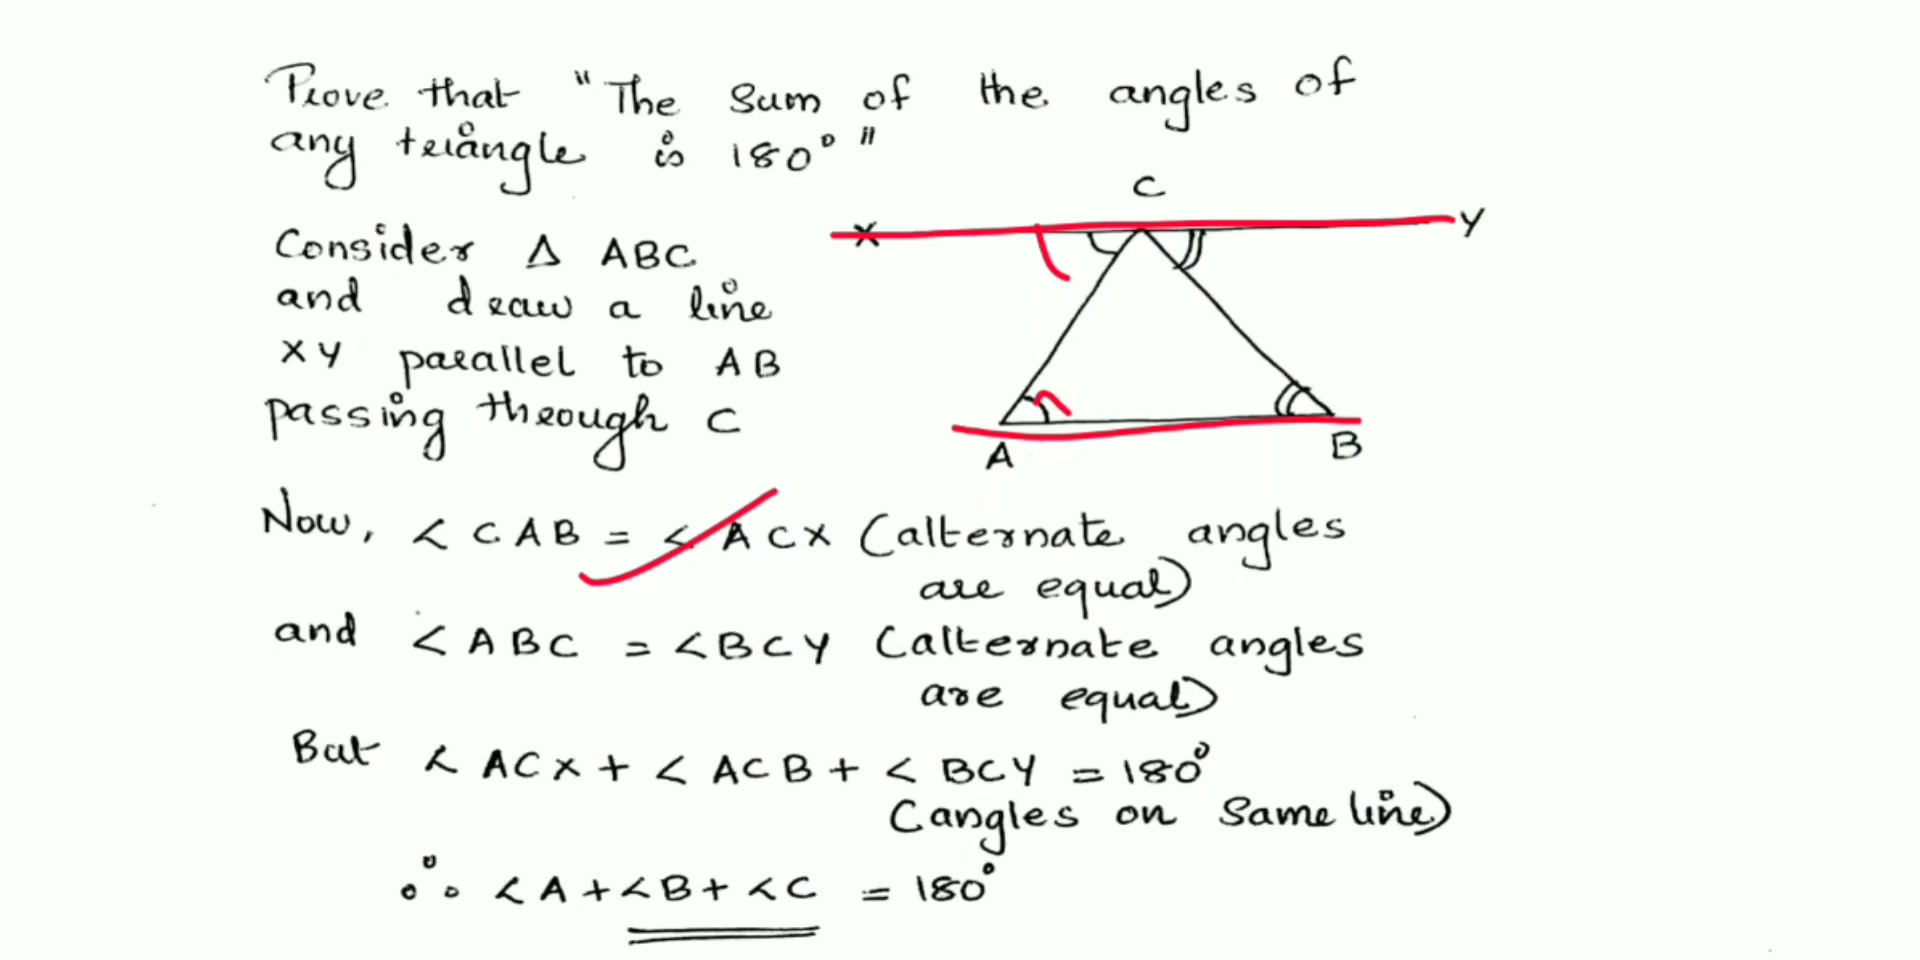 Prove that "The Sum of the angles of
any triangle is 180° "
C
X
Y
Consider Δ ABC
and draw a line
XY parallel to AB
passing through C
A
B
Now, ∠CAB = ∠ACX (alternate angles
are equal)
and ∠ABC = ∠BCY (alternate angles
are equal)
But ∠ACX + ∠ACB + ∠BCY = 180°
(angles on Same line)
∴ ∠A + ∠B + ∠C = 180°